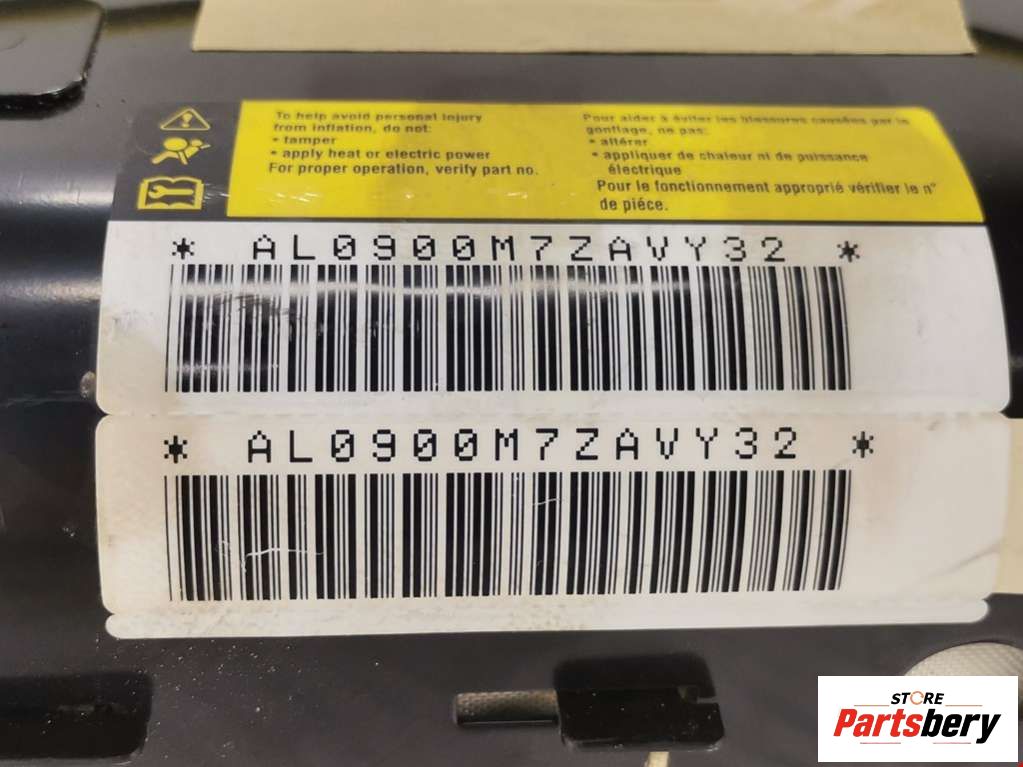 To help avoid personal injury
from inflation, do not:
• tamper
• apply heat or electric power
For proper operation, verify part no.
Pour aider à éviter les blessures causées par le
gonflage, ne pas:
• altérer
• appliquer de chaleur ni de puissance
électrique
Pour le fonctionnement approprié vérifier le n°
de piéce.
* AL0900M7ZAVY32 *
* AL0900M7ZAVY32 *
STORE
Partsbery